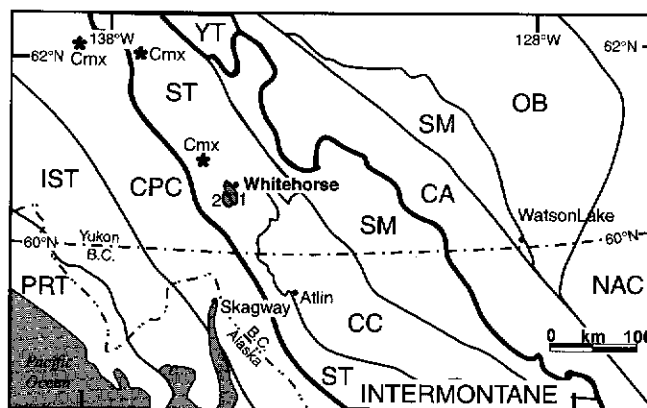 138°W
128°W
YT
62°N
Cmx
Cmx
62°N
ST
OB
SM
Cmx
IST
CPC
Whitehorse
2001
CA
SM
WatsonLake
60°N
Yukon
B.C.
60°N
PRT
NAC
Skagway
Atlin
B.C.
Alaska
CC
0 km 100
Pacific
Ocean
ST
INTERMONTANE